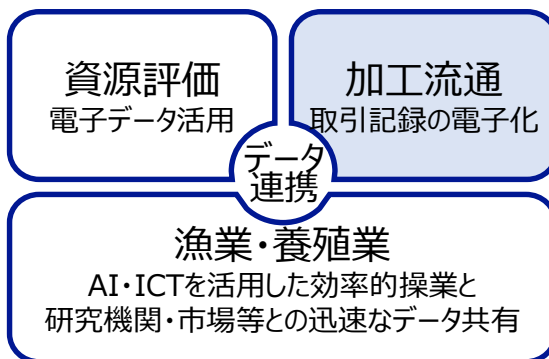 資源評価
電子データ活用
加工流通
取引記録の電子化
データ
連携
漁業・養殖業
AI・ICTを活用した効率的操業と
研究機関・市場等との迅速なデータ共有